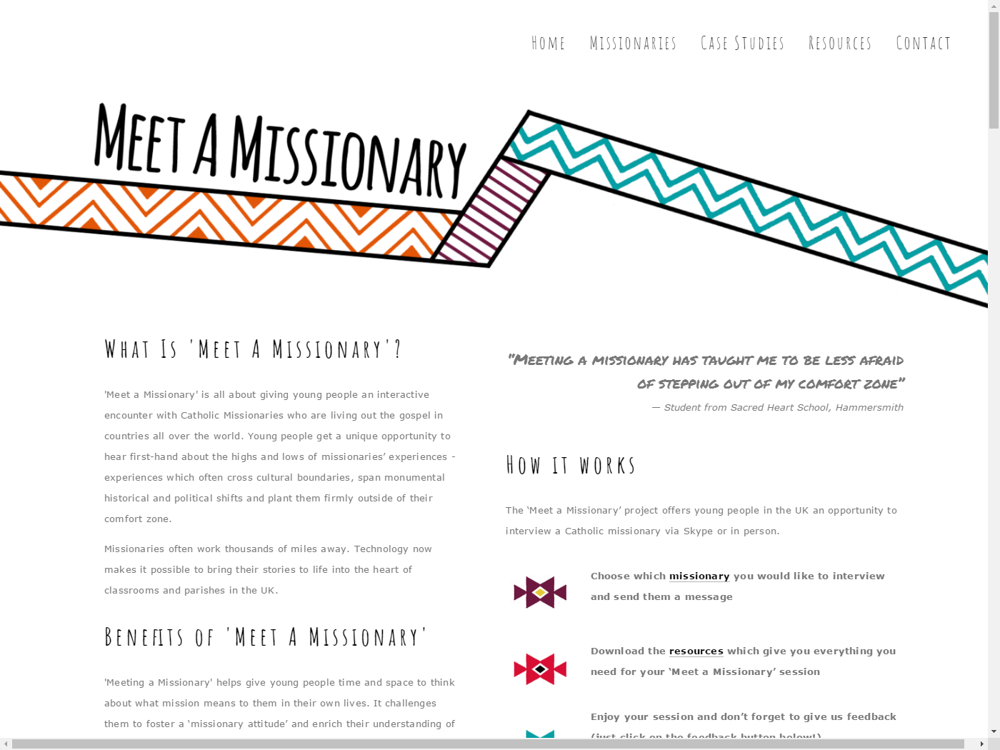 Home Missionaries Case Studies Resources Contact
Meet A Missionary
What Is 'Meet A Missionary'?
'Meet a Missionary' is all about giving young people an interactive
encounter with Catholic Missionaries who are living out the gospel in
countries all over the world. Young people get a unique opportunity to
hear first-hand about the highs and lows of missionaries’ experiences -
experiences which often cross cultural boundaries, span monumental
historical and political shifts and plant them firmly outside of their
comfort zone.
Missionaries often work thousands of miles away. Technology now
makes it possible to bring their stories to life into the heart of
classrooms and parishes in the UK.
Benefits of 'Meet A Missionary'
'Meeting a Missionary' helps give young people time and space to think
about what mission means to them in their own lives. It challenges
them to foster a ‘missionary attitude’ and enrich their understanding of
“Meeting a missionary has taught me to be less afraid
of stepping out of my comfort zone”
— Student from Sacred Heart School, Hammersmith
How it works
The ‘Meet a Missionary’ project offers young people in the UK an opportunity to
interview a Catholic missionary via Skype or in person.
Choose which missionary you would like to interview
and send them a message
Download the resources which give you everything you
need for your ‘Meet a Missionary’ session
Enjoy your session and don’t forget to give us feedback
(just click on the feedback button below!)